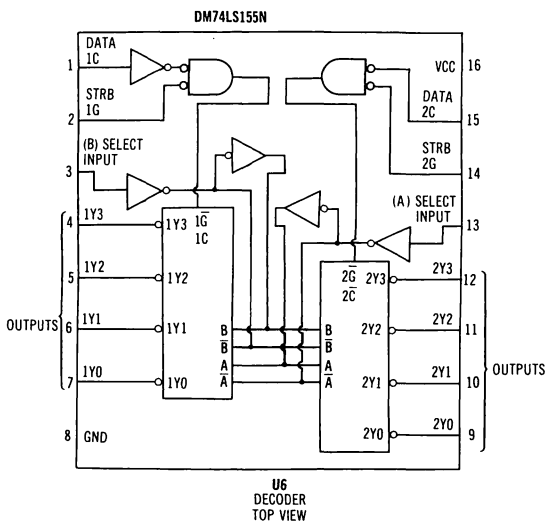 DM74LS155N
DATA
1C
1
STRB
1G
2
(B) SELECT
INPUT
3
4
1Y3
5
1Y2
6
1Y1
7
1Y0
OUTPUTS
8
GND
1Y3
1G̅
1C
1Y2
1Y1
1Y0
B
B̅
A
A̅
VCC
16
DATA
2C
15
STRB
2G
14
(A) SELECT
INPUT
13
2G̅
2C̅
2Y3
2Y3
12
B
B̅
A
A̅
2Y2
2Y2
11
2Y1
2Y1
10
2Y0
2Y0
9
OUTPUTS
U6
DECODER
TOP VIEW